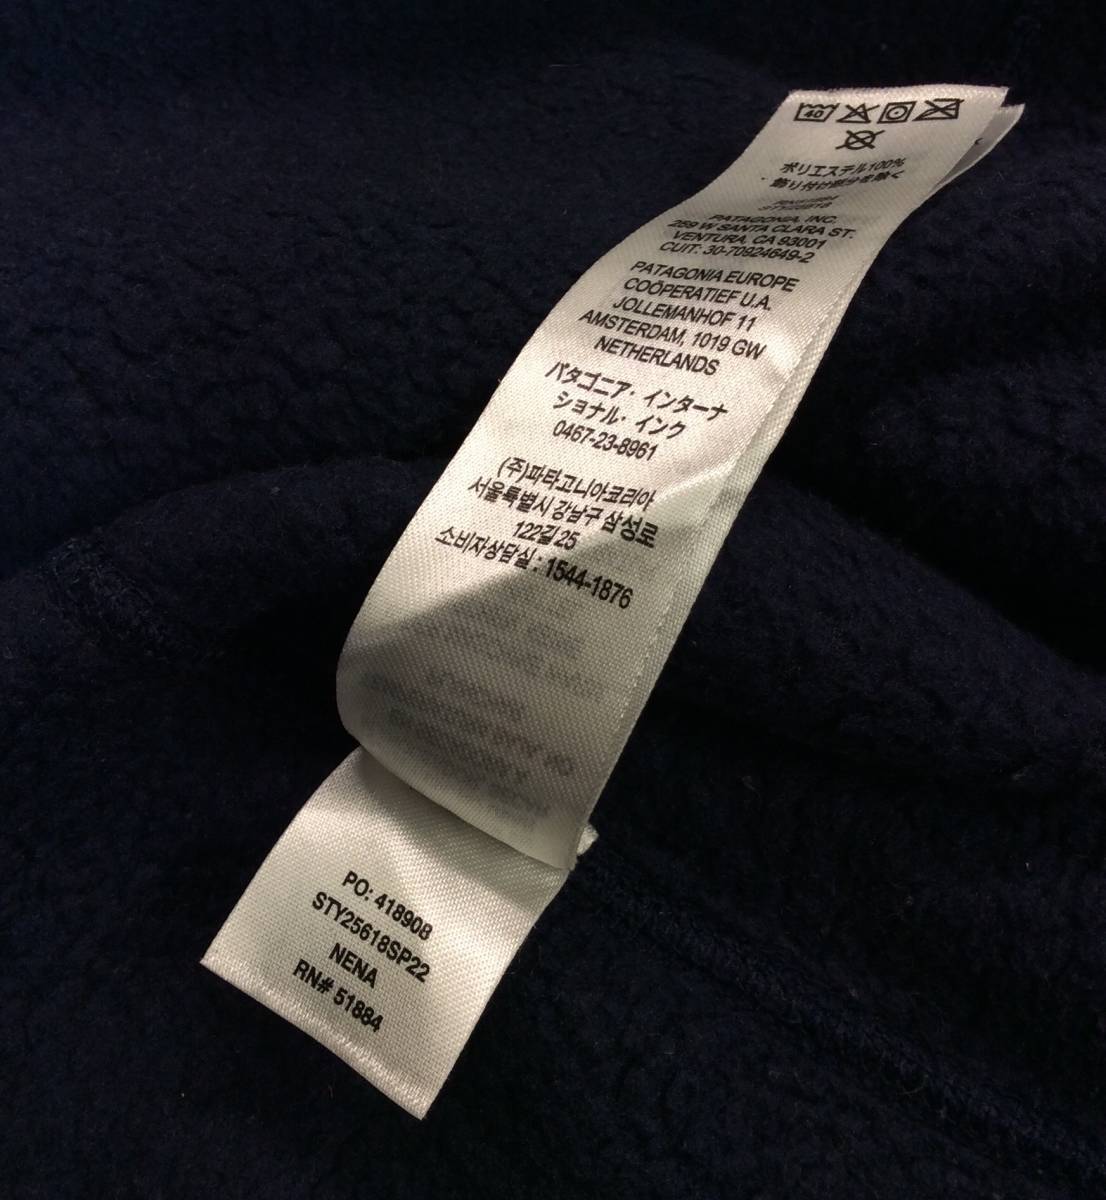 40
ポリエステル100%
・飾り付け部分を除く
RN51884
STY25618
PATAGONIA, INC.
259 W SANTA CLARA ST.
VENTURA, CA 93001
CUIT: 30-70924649-2
PATAGONIA EUROPE
COÖPERATIEF U.A.
JOLLEMANHOF 11
AMSTERDAM, 1019 GW
NETHERLANDS
パタゴニア・インターナ
ショナル・インク
0467-23-8961
(주)파타고니아코리아
서울특별시 강남구 삼성로
122길 25
소비자상담실 : 1544-1876
PO: 418908
STY25618SP22
NENA
RN# 51884